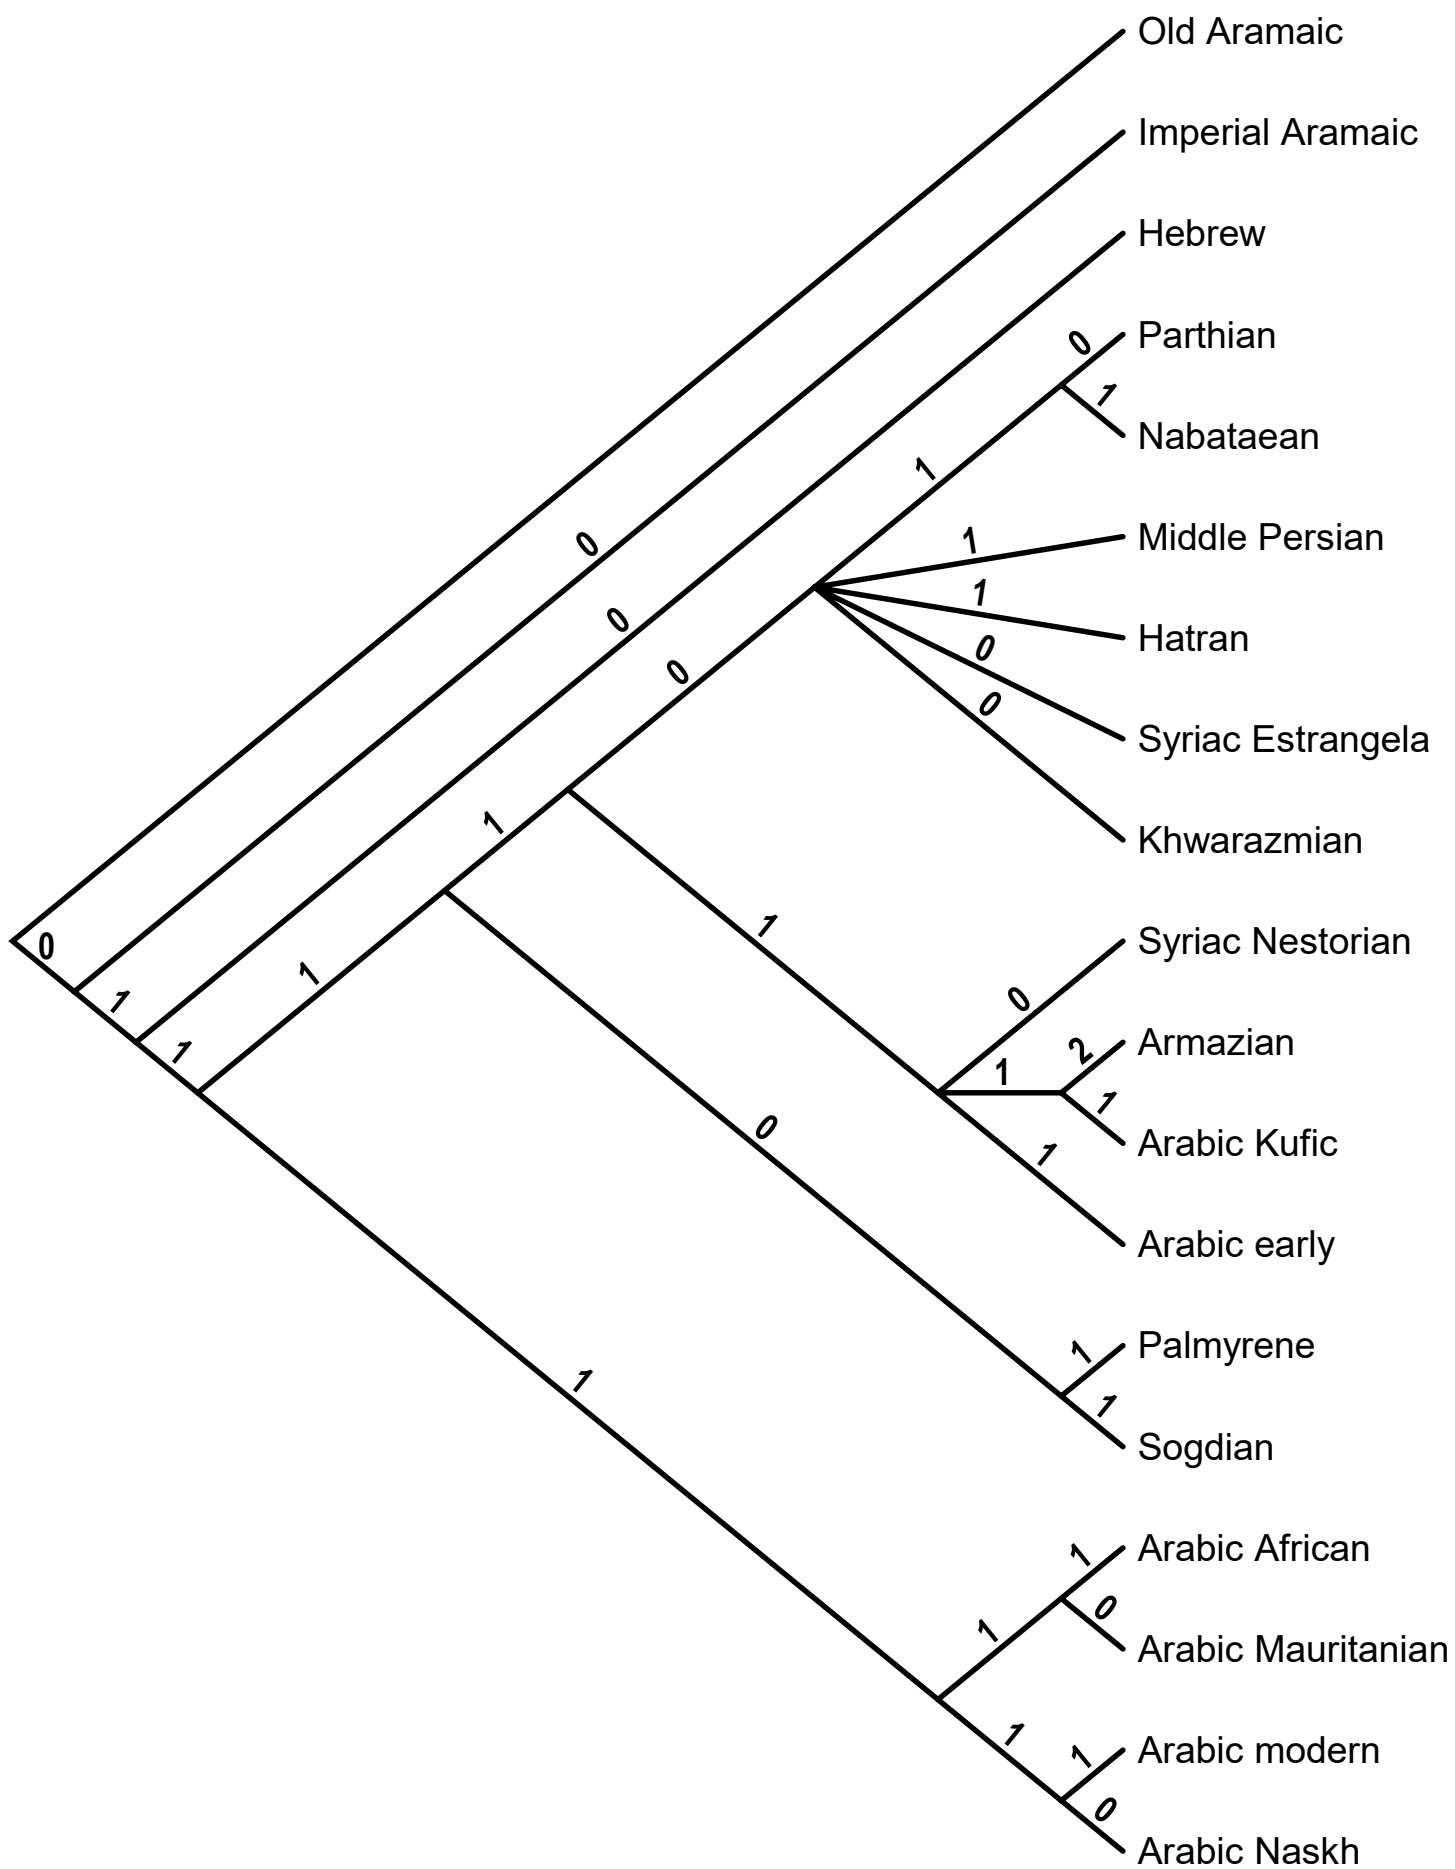 Old Aramaic
Imperial Aramaic
Hebrew
0
Parthian
1
Nabataean
1
1
Middle Persian
0
1
Hatran
0
0
0
Syriac Estrangela
0
1
Khwarazmian
1
0
Syriac Nestorian
1
1
0
2
Armazian
1
1
1
Arabic Kufic
0
1
Arabic early
1
Palmyrene
1
1
Sogdian
1
Arabic African
1
0
Arabic Mauritanian
1
1
Arabic modern
0
Arabic Naskh